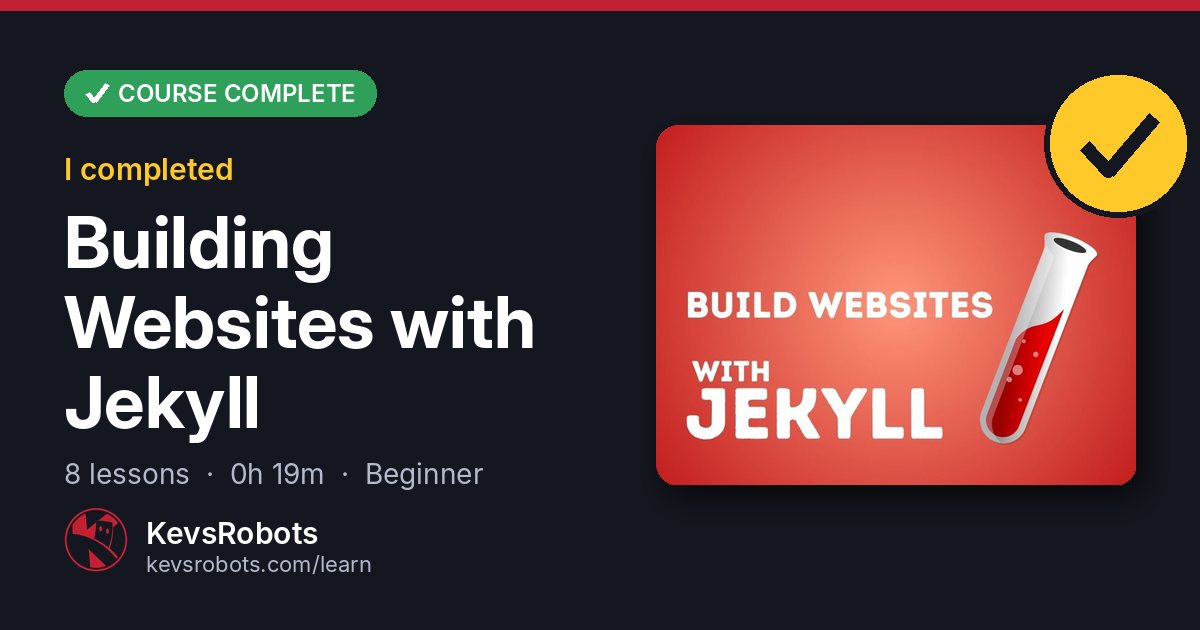 COURSE COMPLETE
I completed
Building
Websites with
Jekyll
8 lessons · 0h 19m · Beginner
KevsRobots
kevsrobots.com/learn
BUILD WEBSITES
WITH
JEKYLL